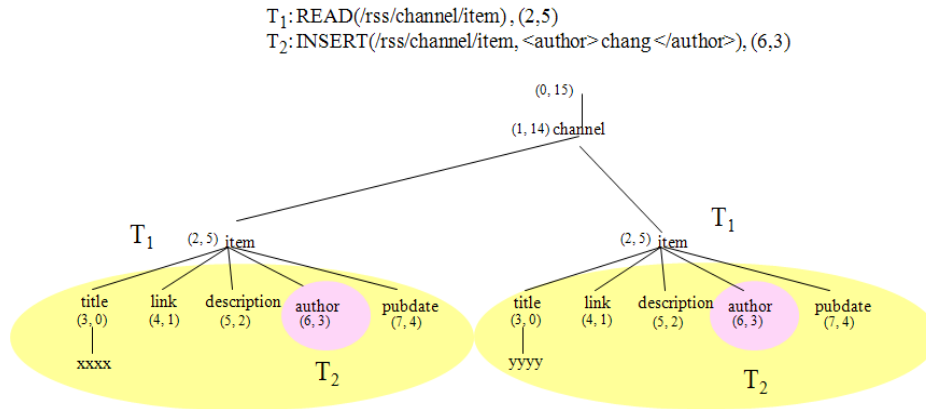 T1: READ(/rss/channel/item), (2,5)
T2: INSERT(/rss/channel/item, <author> chang </author>), (6,3)
(0, 15)
(1, 14) channel
T1
T1
(2, 5) item
(2, 5) item
title link description author pubdate
title link description author pubdate
(3, 0) (4, 1) (5, 2) (6, 3) (7, 4)
(3, 0) (4, 1) (5, 2) (6, 3) (7, 4)
xxxx
yyyy
T2
T2